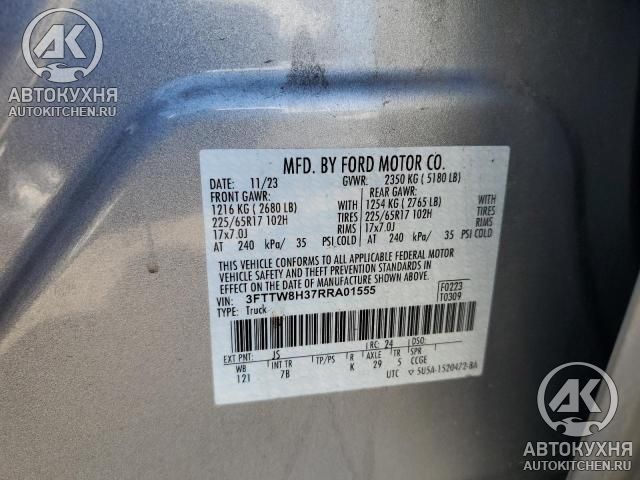 АВТОКУХНЯ
AUTOKITCHEN.RU
АВТОКУХНЯ
AUTOKITCHEN.RU
MFD. BY FORD MOTOR CO.
DATE: 11/23 GVWR: 2350 KG ( 5180 LB)
FRONT GAWR: REAR GAWR:
1216 KG ( 2680 LB) 1254 KG ( 2765 LB)
225/65R17 102H TIRES 225/65R17 102H TIRES
17x7.0J RIMS 17x7.0J RIMS
AT 240 kPa/ 35 PSI COLD AT 240 kPa/ 35 PSI COLD
THIS VEHICLE CONFORMS TO ALL APPLICABLE FEDERAL MOTOR
VEHICLE SAFETY AND THEFT PREVENTION STANDARDS IN
EFFECT ON THE DATE OF MANUFACTURE SHOWN ABOVE.
VIN: 3FTTW8H37RRA01555 F0223
TYPE: Truck T0309
EXT PNT: JS RC: 24 DSO:
WB INT TR TP/PS R AXLE TR SPR
121 7B K 29 5 CCGE
UTC 5U5A-1520472-BA
АК
АВТОКУХНЯ
AUTOKITCHEN.RU